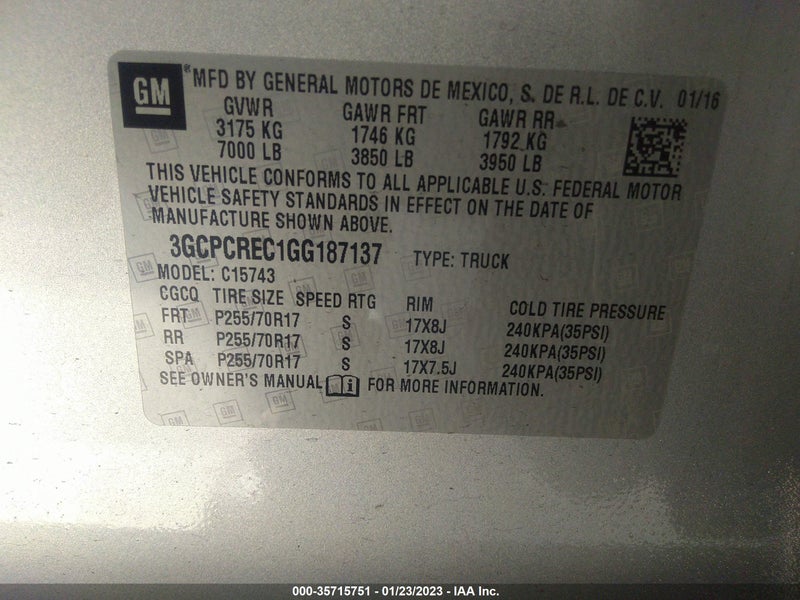 GM *MFD BY GENERAL MOTORS DE MEXICO, S. DE R.L. DE C.V. 01/16
GVWR GAWR FRT GAWR RR
3175 KG 1746 KG 1792 KG
7000 LB 3850 LB 3950 LB
THIS VEHICLE CONFORMS TO ALL APPLICABLE U.S. FEDERAL MOTOR
VEHICLE SAFETY STANDARDS IN EFFECT ON THE DATE OF
MANUFACTURE SHOWN ABOVE.
3GCPCREC1GG187137 TYPE: TRUCK
MODEL: C15743
CGCQ TIRE SIZE SPEED RTG RIM COLD TIRE PRESSURE
FRT P255/70R17 S 17X8J 240KPA(35PSI)
RR P255/70R17 S 17X8J 240KPA(35PSI)
SPA P255/70R17 S 17X7.5J 240KPA(35PSI)
SEE OWNER'S MANUAL FOR MORE INFORMATION.
000-35715751 - 01/23/2023 - IAA Inc.